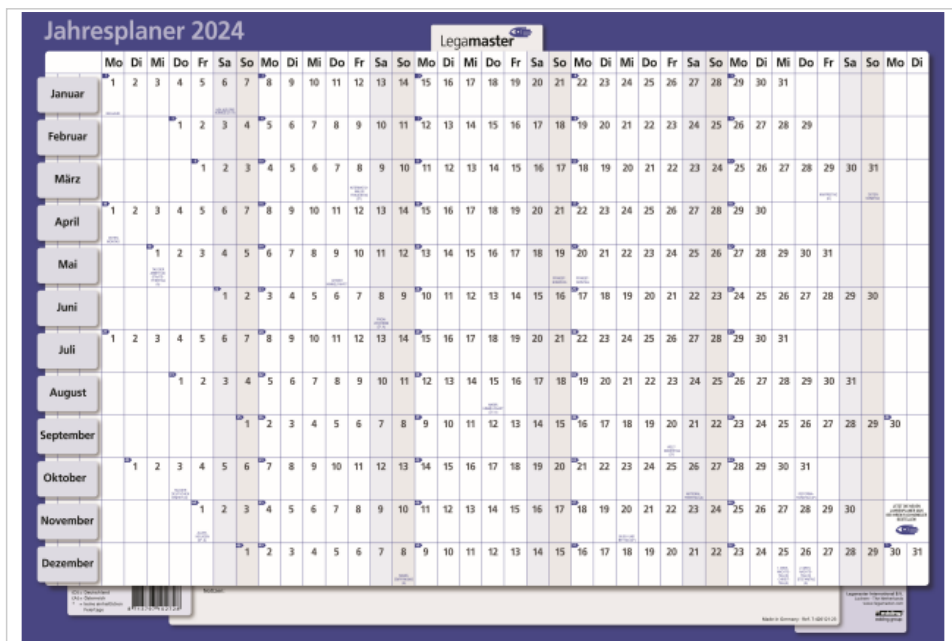 Jahresplaner 2024
Legamaster
Mo Di Mi Do Fr Sa So Mo Di Mi Do Fr Sa So Mo Di Mi Do Fr Sa So Mo Di Mi Do Fr Sa So Mo Di Mi Do Fr Sa So Mo Di
Januar 1 2 3 4 5 6 7 8 9 10 11 12 13 14 15 16 17 18 19 20 21 22 23 24 25 26 27 28 29 30 31
Februar 1 2 3 4 5 6 7 8 9 10 11 12 13 14 15 16 17 18 19 20 21 22 23 24 25 26 27 28 29
März 1 2 3 4 5 6 7 8 9 10 11 12 13 14 15 16 17 18 19 20 21 22 23 24 25 26 27 28 29 30 31
April 1 2 3 4 5 6 7 8 9 10 11 12 13 14 15 16 17 18 19 20 21 22 23 24 25 26 27 28 29 30
Mai 1 2 3 4 5 6 7 8 9 10 11 12 13 14 15 16 17 18 19 20 21 22 23 24 25 26 27 28 29 30 31
Juni 1 2 3 4 5 6 7 8 9 10 11 12 13 14 15 16 17 18 19 20 21 22 23 24 25 26 27 28 29 30
Juli 1 2 3 4 5 6 7 8 9 10 11 12 13 14 15 16 17 18 19 20 21 22 23 24 25 26 27 28 29 30 31
August 1 2 3 4 5 6 7 8 9 10 11 12 13 14 15 16 17 18 19 20 21 22 23 24 25 26 27 28 29 30 31
September 1 2 3 4 5 6 7 8 9 10 11 12 13 14 15 16 17 18 19 20 21 22 23 24 25 26 27 28 29 30
Oktober 1 2 3 4 5 6 7 8 9 10 11 12 13 14 15 16 17 18 19 20 21 22 23 24 25 26 27 28 29 30 31
November 1 2 3 4 5 6 7 8 9 10 11 12 13 14 15 16 17 18 19 20 21 22 23 24 25 26 27 28 29 30
Dezember 1 2 3 4 5 6 7 8 9 10 11 12 13 14 15 16 17 18 19 20 21 22 23 24 25 26 27 28 29 30 31
Made in Germany